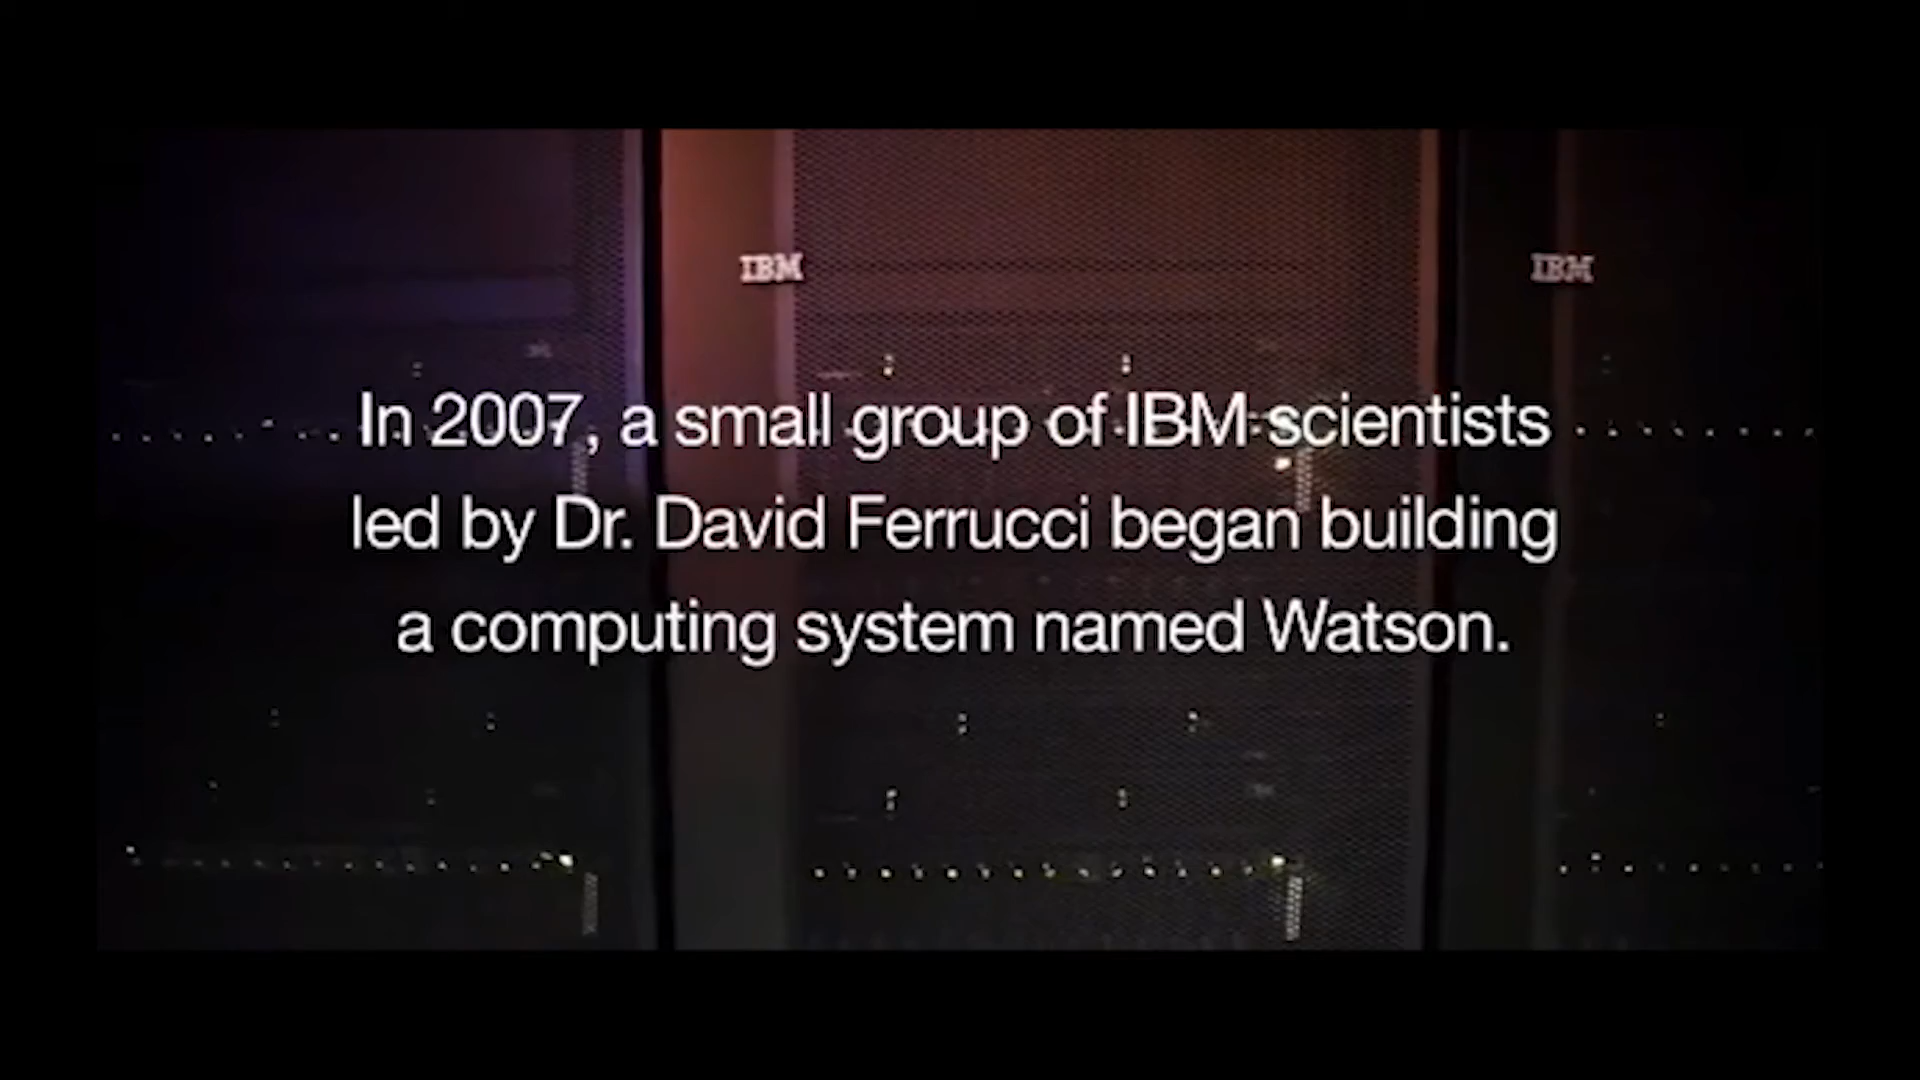 IBM
IBM
In 2007, a small group of IBM scientists
led by Dr. David Ferrucci began building
a computing system named Watson.